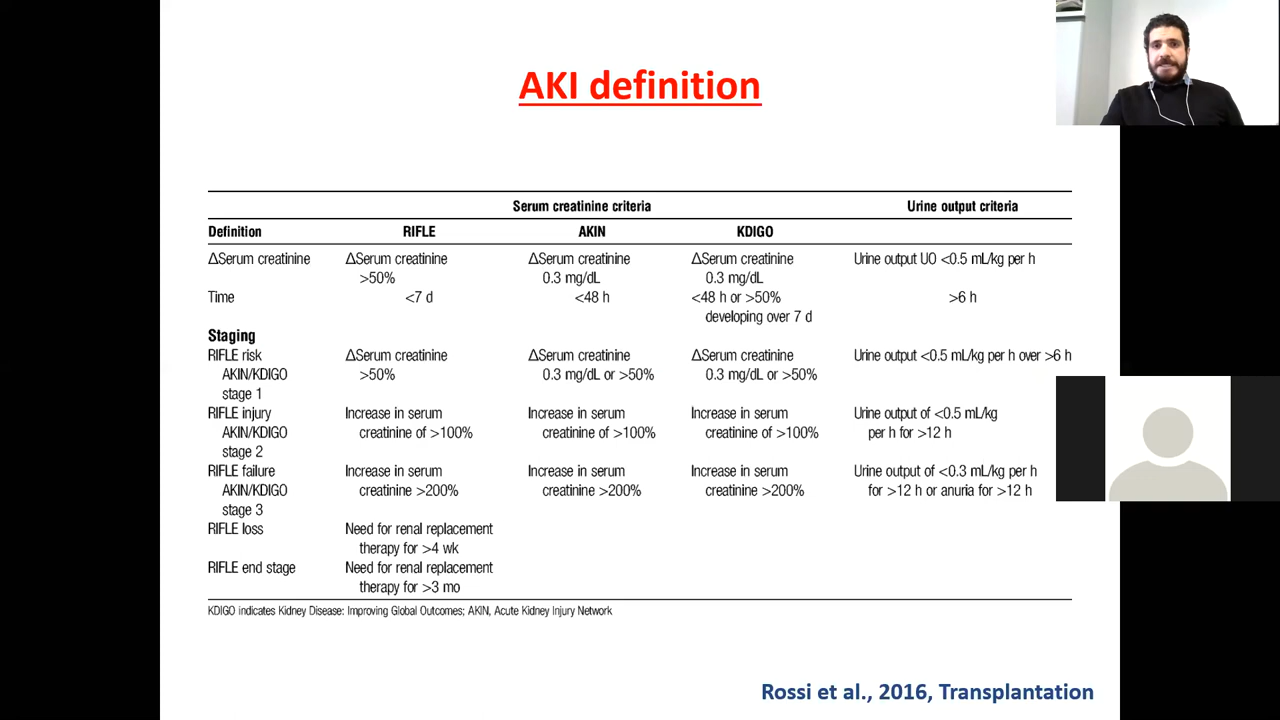 AKI definition
Serum creatinine criteria Urine output criteria
Definition RIFLE AKIN KDIGO
ΔSerum creatinine ΔSerum creatinine ΔSerum creatinine ΔSerum creatinine Urine output UO <0.5 mL/kg per h
>50% 0.3 mg/dL 0.3 mg/dL
Time <7 d <48 h <48 h or >50% >6 h
developing over 7 d
Staging
RIFLE risk ΔSerum creatinine ΔSerum creatinine ΔSerum creatinine Urine output <0.5 mL/kg per h over >6 h
AKIN/KDIGO >50% 0.3 mg/dL or >50% 0.3 mg/dL or >50%
stage 1
RIFLE injury Increase in serum Increase in serum Increase in serum Urine output of <0.5 mL/kg
AKIN/KDIGO creatinine of >100% creatinine of >100% creatinine of >100% per h for >12 h
stage 2
RIFLE failure Increase in serum Increase in serum Increase in serum Urine output of <0.3 mL/kg per h
AKIN/KDIGO creatinine >200% creatinine >200% creatinine >200% for >12 h or anuria for >12 h
stage 3
RIFLE loss Need for renal replacement
therapy for >4 wk
RIFLE end stage Need for renal replacement
therapy for >3 mo
KDIGO indicates Kidney Disease: Improving Global Outcomes; AKIN, Acute Kidney Injury Network
Rossi et al., 2016, Transplantation